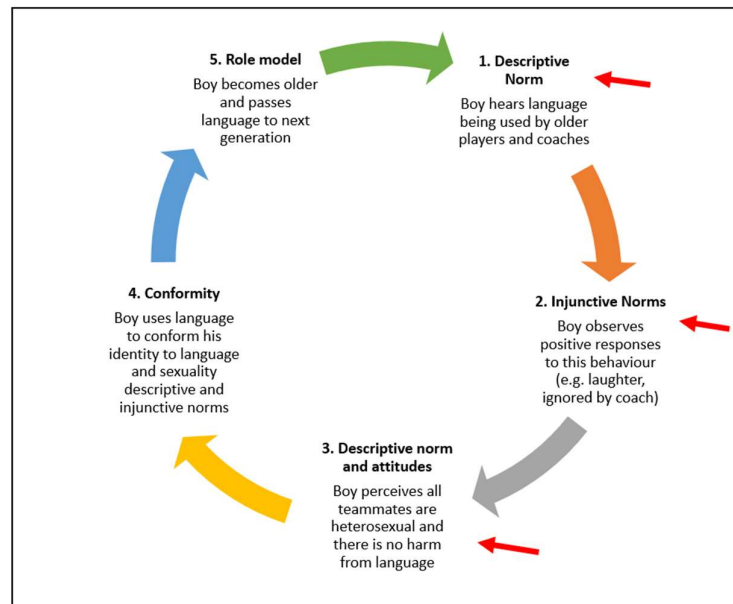 1. Descriptive
Norm
Boy hears language
being used by older
players and coaches
2. Injunctive Norms
Boy observes
positive responses
to this behaviour
(e.g. laughter,
ignored by coach)
3. Descriptive norm
and attitudes
Boy perceives all
teammates are
heterosexual and
there is no harm
from language
4. Conformity
Boy uses language
to conform his
identity to language
and sexuality
descriptive and
injunctive norms
5. Role model
Boy becomes older
and passes
language to next
generation